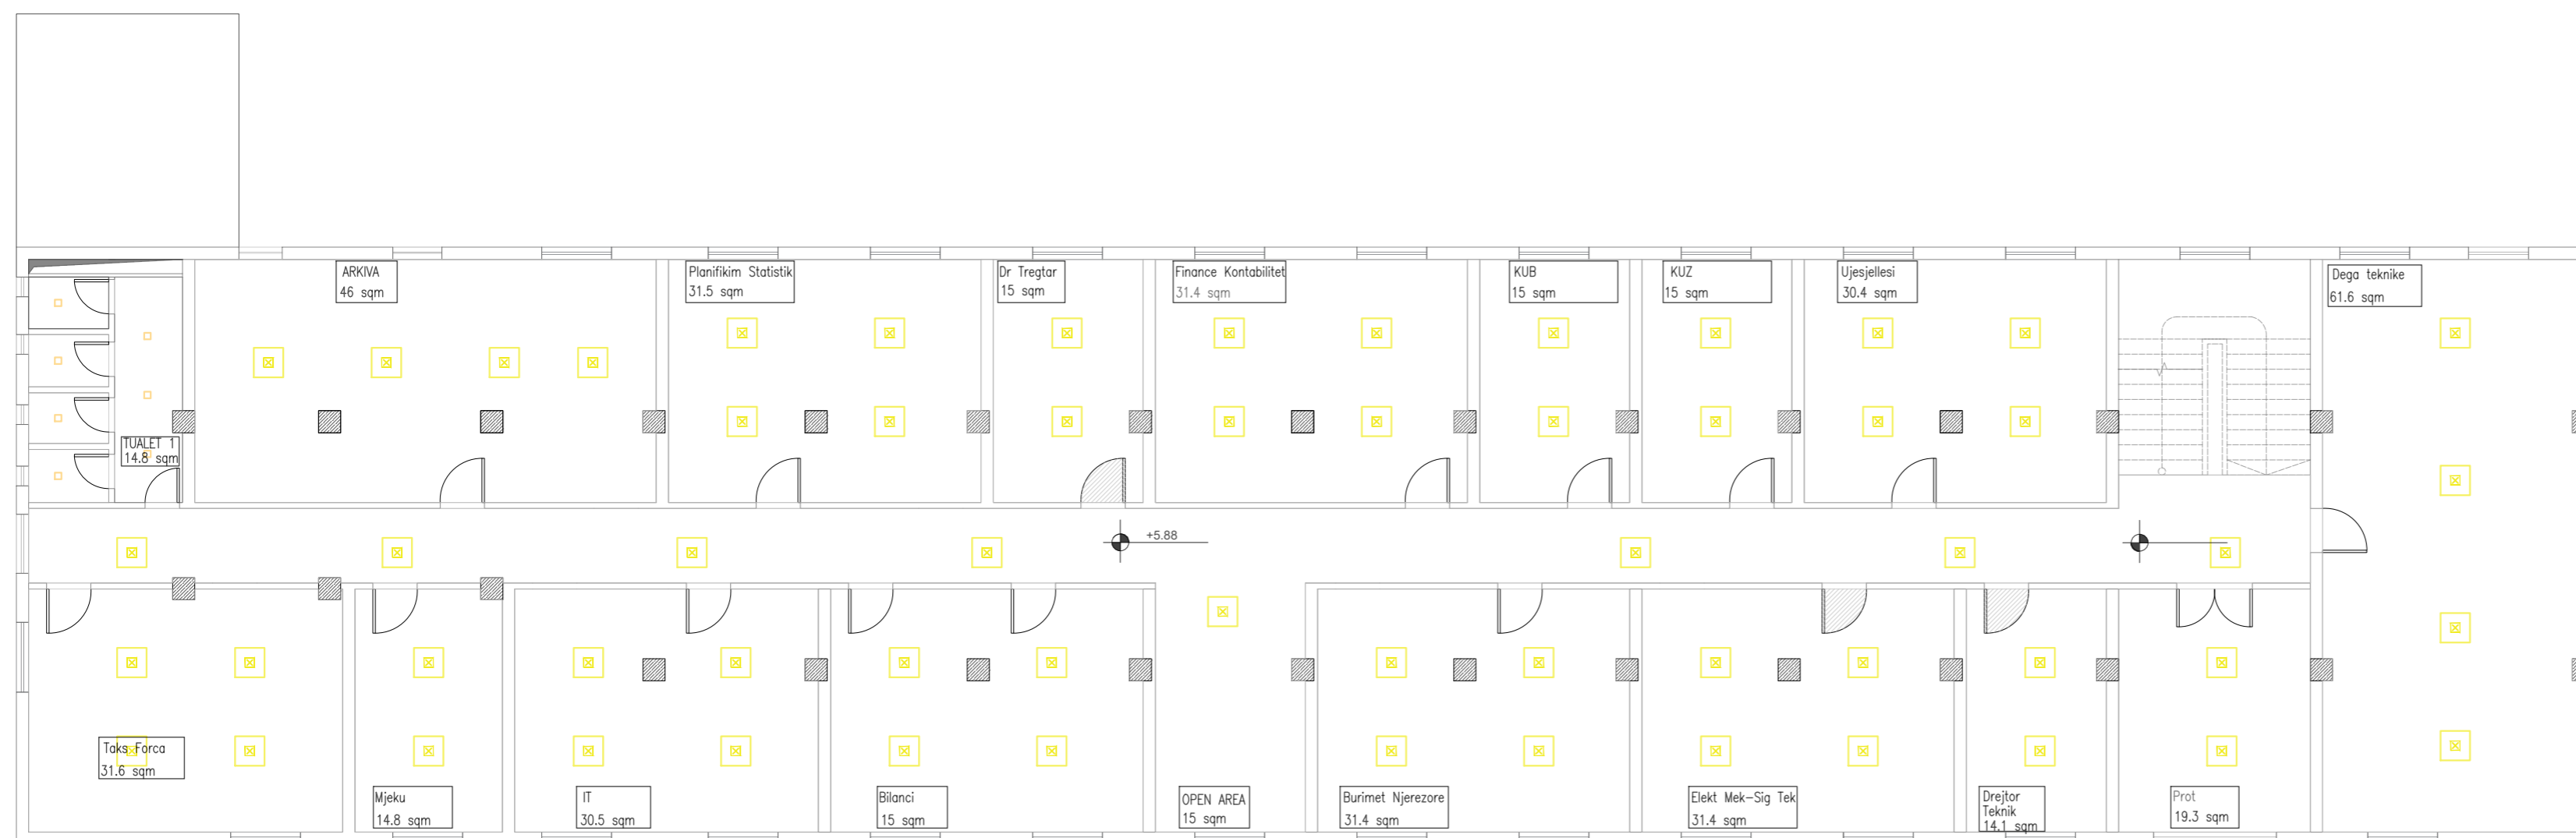 ARKIVA
46 sqm
Planifikim Statistik
31.5 sqm
Dr Tregtar
15 sqm
Finance Kontabilitet
31.4 sqm
KUB
15 sqm
KUZ
15 sqm
Ujesjellesi
30.4 sqm
Dega teknike
61.6 sqm
TUALET 1
14.8 sqm
+5.88
Taks Forca
31.6 sqm
Mjeku
14.8 sqm
IT
30.5 sqm
Bilanci
15 sqm
OPEN AREA
15 sqm
Burimet Njerezore
31.4 sqm
Elekt Mek-Sig Tek
31.4 sqm
Drejtor
Teknik
14.1 sqm
Prot
19.3 sqm